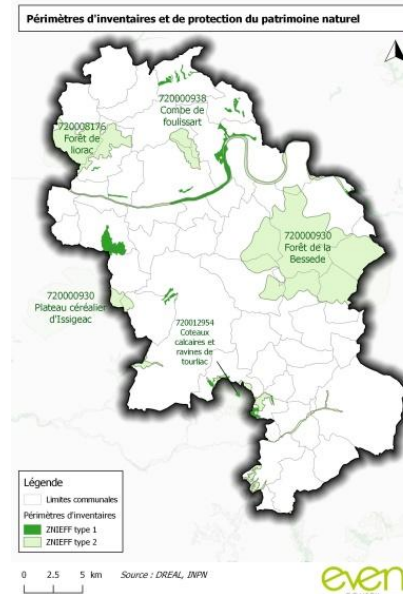 Périmètres d'inventaires et de protection du patrimoine naturel
720000938
Combe de
foulissart
720008176
Forêt de
liorac
720000930
Forêt de la
Bessede
720000930
Plateau céréalier
d'Issigeac
720012954
Coteaux
calcaires et
ravines de
tourliac
Légende
Limites communales
Périmètres d'inventaires
ZNIEFF type 1
ZNIEFF type 2
0 2.5 5 km
Source : DREAL, INPN
even